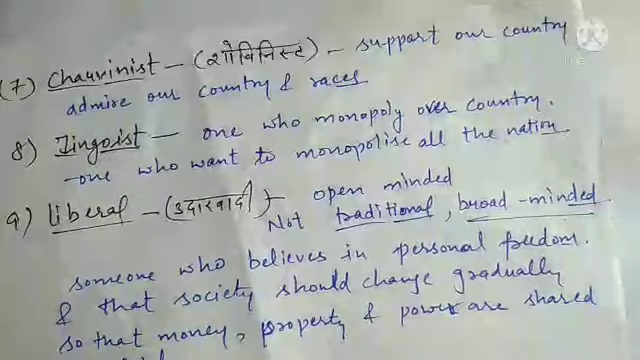 (7) Chauvinist - (शोविनिस्ट) - support our country
admire our country & races
8) Jingoist - one who monopoly over country.
- one who want to monopolise all the nation
9) liberal - (उदारवादी) - open minded
Not traditional, broad-minded
someone who believes in personal freedom.
& that society should change gradually
so that money, property & power are shared